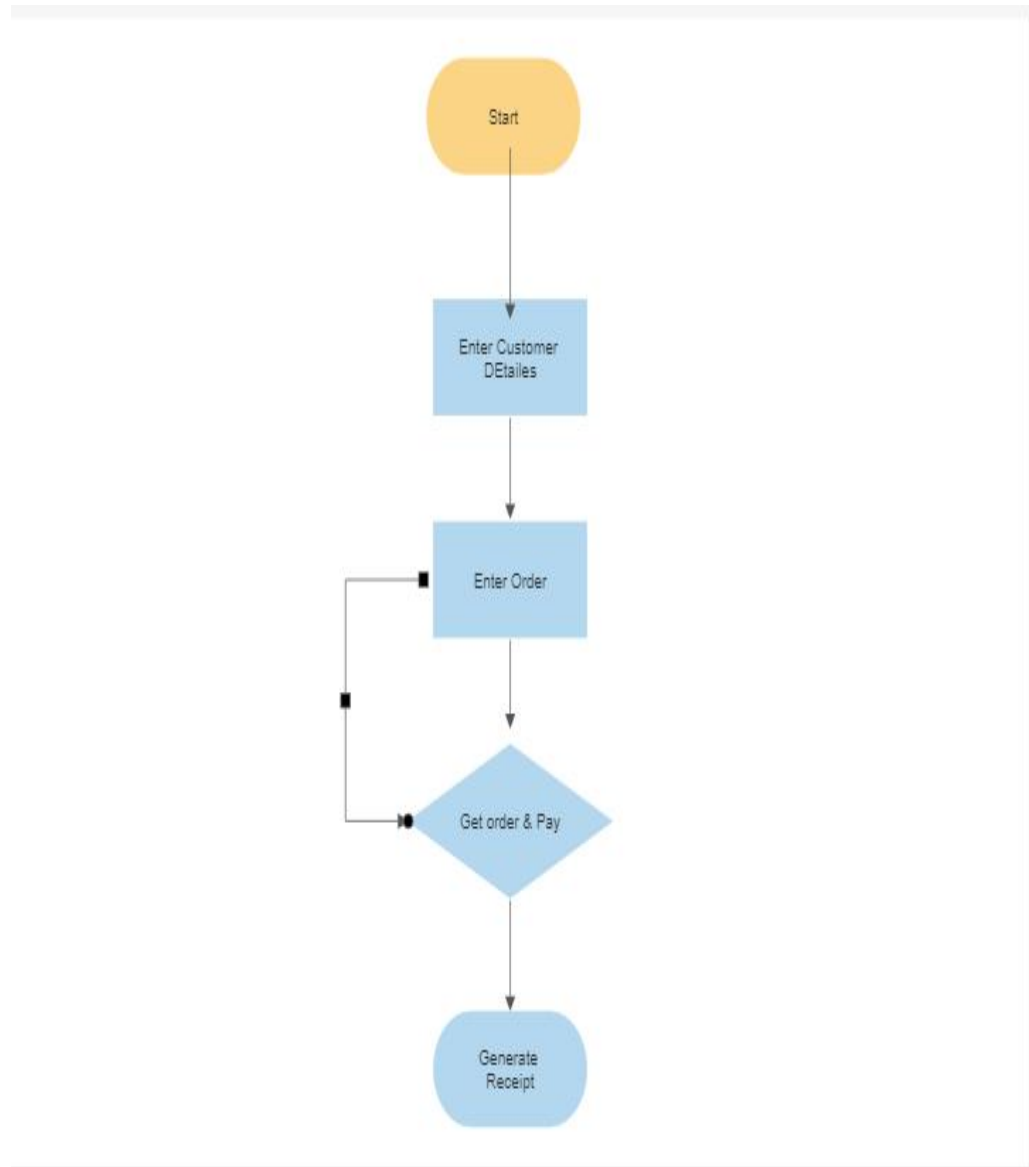 Start
Enter Customer
DEtailes
Enter Order
Get order & Pay
Generate
Receipt